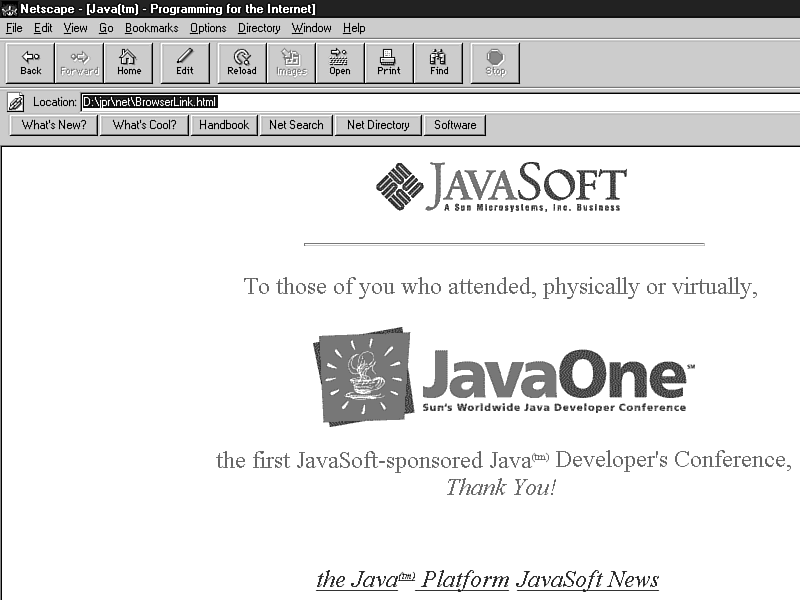 Netscape - [Java(tm) - Programming for the Internet]
File Edit View Go Bookmarks Options Directory Window Help
Back Forward Home Edit Reload Images Open Print Find Stop
Location: D:\jpr\net\BrowserLink.html
What's New? What's Cool? Handbook Net Search Net Directory Software
JAVASOFT
A Sun Microsystems, Inc. Business
To those of you who attended, physically or virtually,
JavaOne℠
Sun's Worldwide Java Developer Conference
the first JavaSoft-sponsored Java(tm) Developer's Conference,
Thank You!
the Java(tm) Platform JavaSoft News